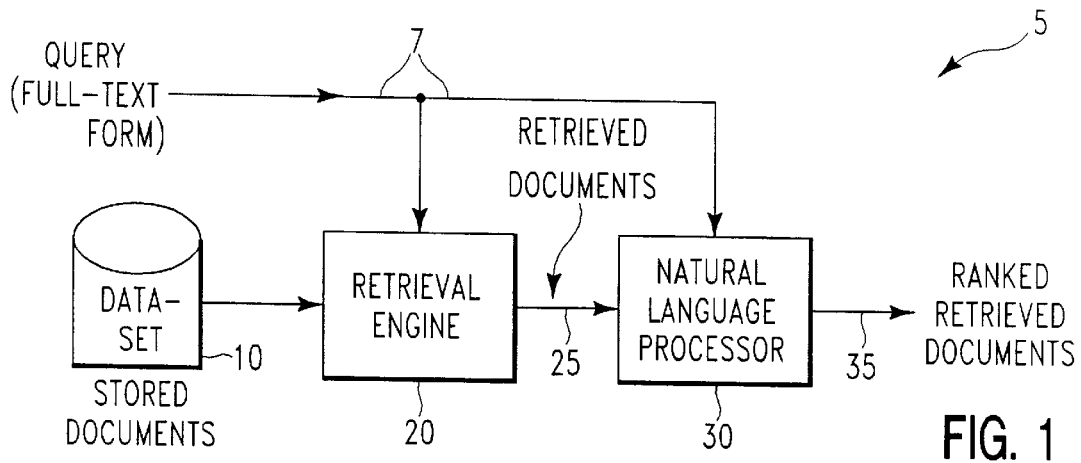 5
7
QUERY
(FULL-TEXT
FORM)
RETRIEVED
DOCUMENTS
DATA-
SET
10
STORED
DOCUMENTS
RETRIEVAL
ENGINE
20
25
NATURAL
LANGUAGE
PROCESSOR
30
35
RANKED
RETRIEVED
DOCUMENTS
FIG. 1